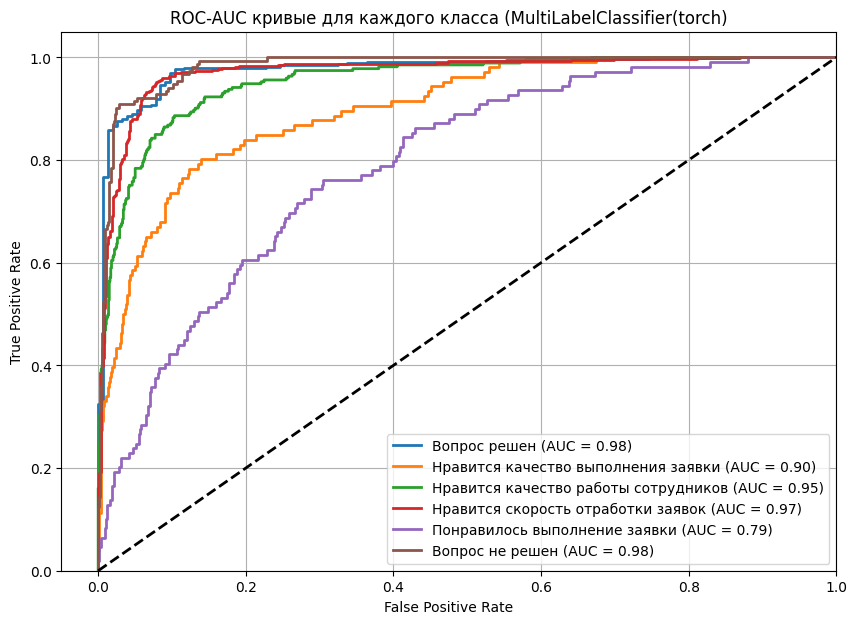 ROC-AUC кривые для каждого класса (MultiLabelClassifier(torch)
True Positive Rate
1.0
0.8
0.6
0.4
0.2
0.0
Вопрос решен (AUC = 0.98)
Нравится качество выполнения заявки (AUC = 0.90)
Нравится качество работы сотрудников (AUC = 0.95)
Нравится скорость отработки заявок (AUC = 0.97)
Понравилось выполнение заявки (AUC = 0.79)
Вопрос не решен (AUC = 0.98)
0.0 0.2 0.4 0.6 0.8 1.0
False Positive Rate